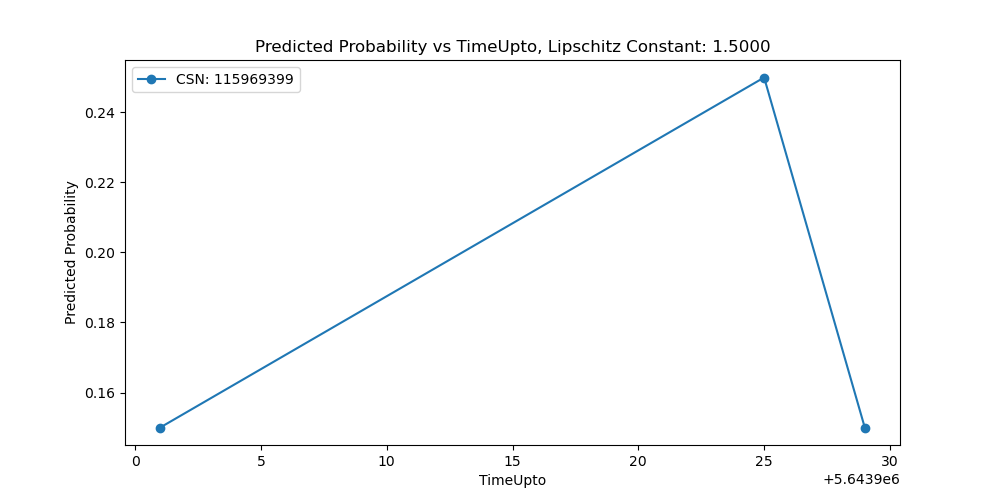 Predicted Probability vs TimeUpto, Lipschitz Constant: 1.5000
CSN: 115969399
Predicted Probability
0.24
0.22
0.20
0.18
0.16
0
5
10
15
20
25
30
TimeUpto
+5.6439e6